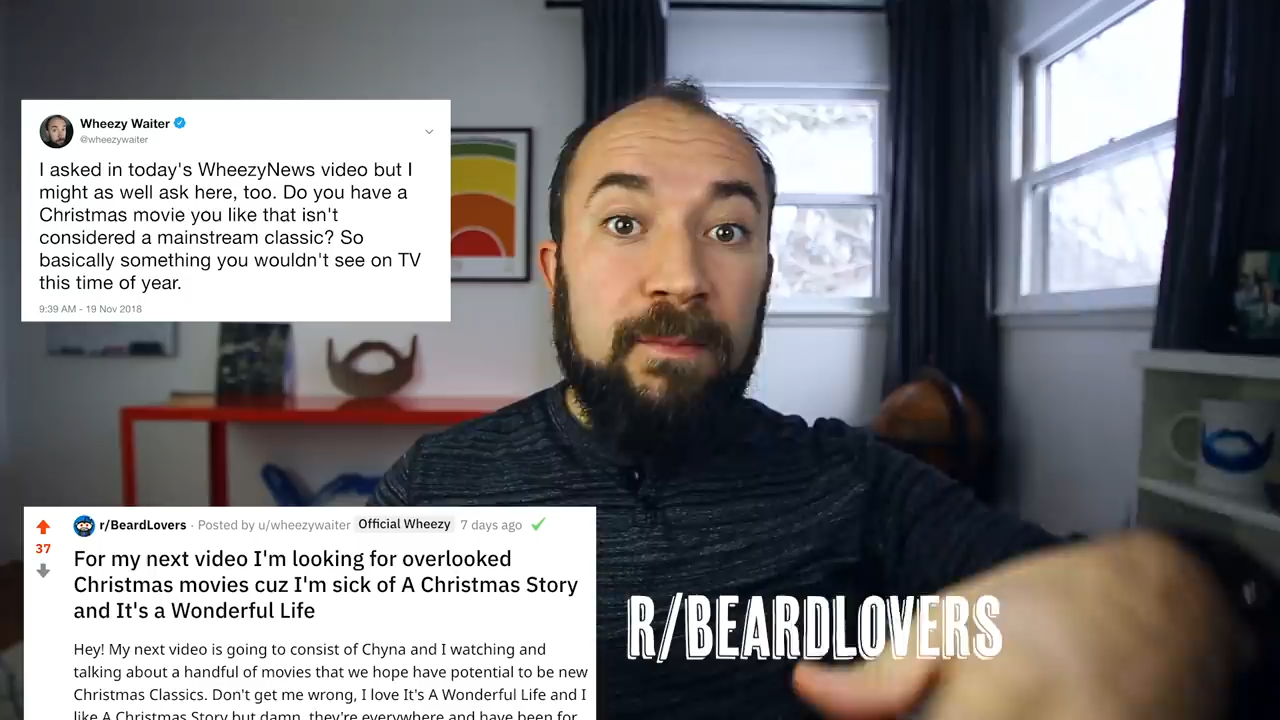 Wheezy Waiter
@wheezywaiter
I asked in today's WheezyNews video but I
might as well ask here, too. Do you have a
Christmas movie you like that isn't
considered a mainstream classic? So
basically something you wouldn't see on TV
this time of year.
9:39 AM - 19 Nov 2018
r/BeardLovers · Posted by u/wheezywaiter Official Wheezy 7 days ago
37
For my next video I'm looking for overlooked
Christmas movies cuz I'm sick of A Christmas Story
and It's a Wonderful Life
Hey! My next video is going to consist of Chyna and I watching and
talking about a handful of movies that we hope have potential to be new
Christmas Classics. Don't get me wrong, I love It's A Wonderful Life and I
like A Christmas Story but damn, they're everywhere and have been for
R/BEARDLOVERS